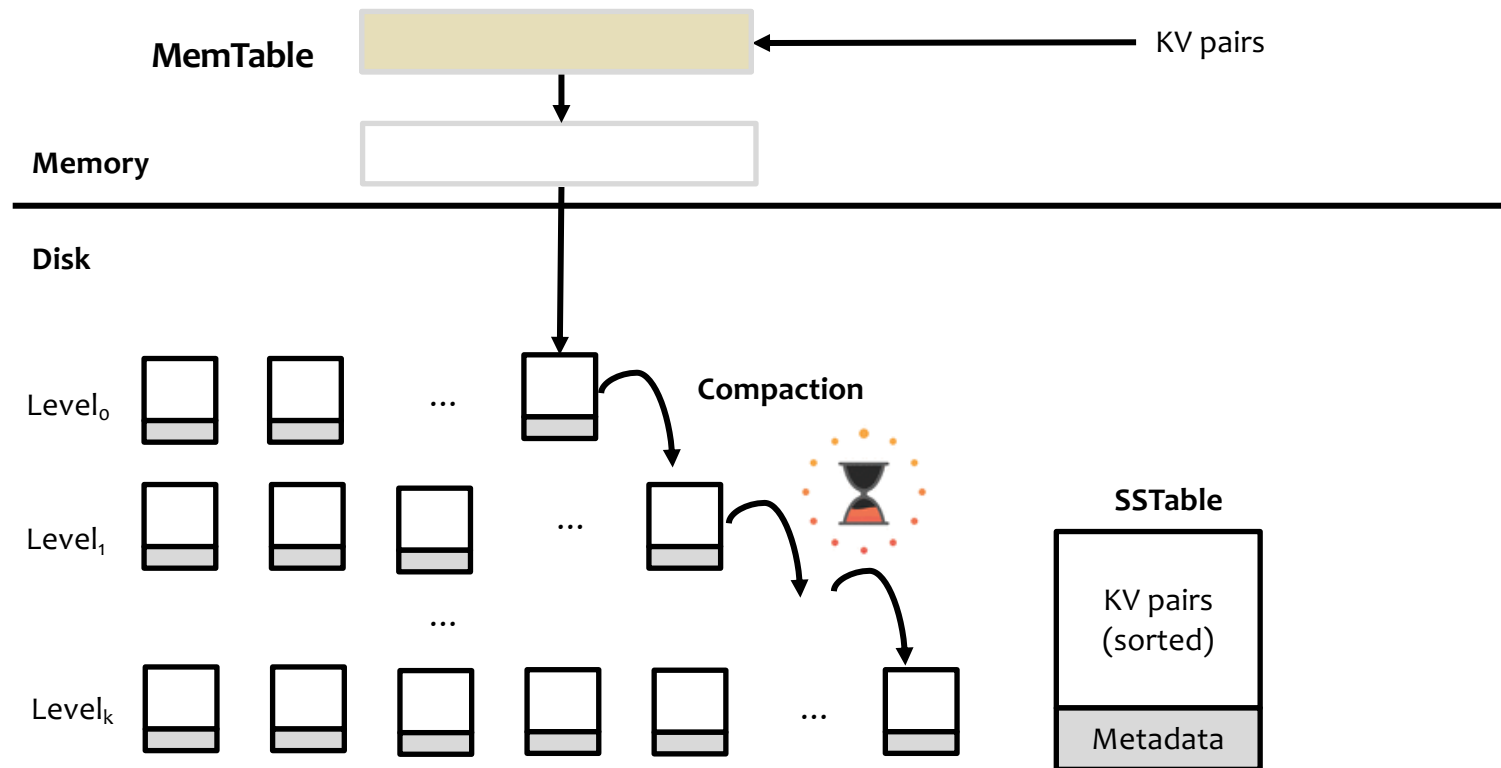 MemTable
KV pairs
Memory
Disk
Level₀
...
Compaction
Level₁
...
SSTable
KV pairs
(sorted)
...
Levelₖ
...
Metadata